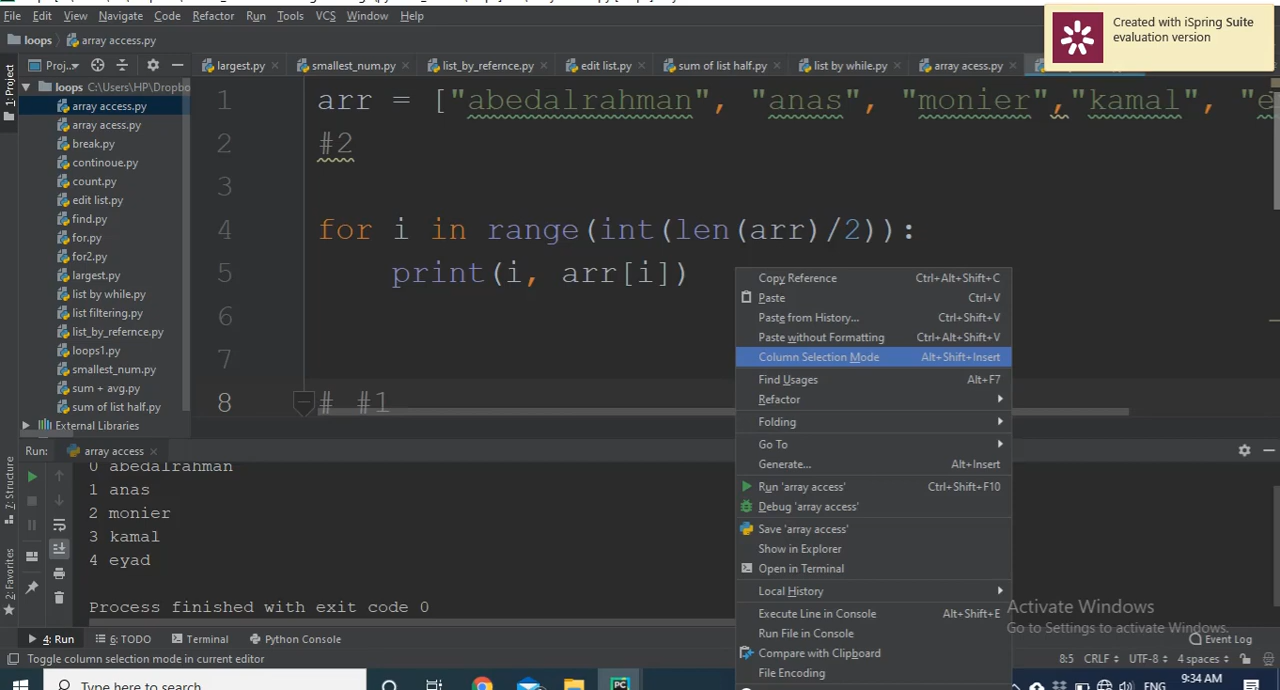 File Edit View Navigate Code Refactor Run Tools VCS Window Help
Created with iSpring Suite
evaluation version
loops array access.py
Proj..
largest.py smallest_num.py list_by_refernce.py edit list.py sum of list half.py list by while.py array acess.py
1: Project
loops C:\Users\HP\Dropbo
array access.py
array acess.py
break.py
continoue.py
count.py
edit list.py
find.py
for.py
for2.py
largest.py
list by while.py
list filtering.py
list_by_refernce.py
loops1.py
smallest_num.py
sum + avg.py
sum of list half.py
External Libraries
1 arr = ["abedalrahman", "anas", "monier","kamal", "e
2 #2
3
4 for i in range(int(len(arr)/2)):
5 print(i, arr[i])
6
7
8 # #1
Copy Reference Ctrl+Alt+Shift+C
Paste Ctrl+V
Paste from History... Ctrl+Shift+V
Paste without Formatting Ctrl+Alt+Shift+V
Column Selection Mode Alt+Shift+Insert
Find Usages Alt+F7
Refactor
Folding
Go To
Generate... Alt+Insert
Run 'array access' Ctrl+Shift+F10
Debug 'array access'
Save 'array access'
Show in Explorer
Open in Terminal
Local History
Execute Line in Console Alt+Shift+E
Run File in Console
Compare with Clipboard
File Encoding
Run: array access
0 abedalrahman
1 anas
2 monier
3 kamal
4 eyad
Process finished with exit code 0
7: Structure
2: Favorites
Activate Windows
Go to Settings to activate Windows.
4: Run 6: TODO Terminal Python Console Event Log
Toggle column selection mode in current editor 8:5 CRLF UTF-8 4 spaces
Type here to search ENG 9:34 AM